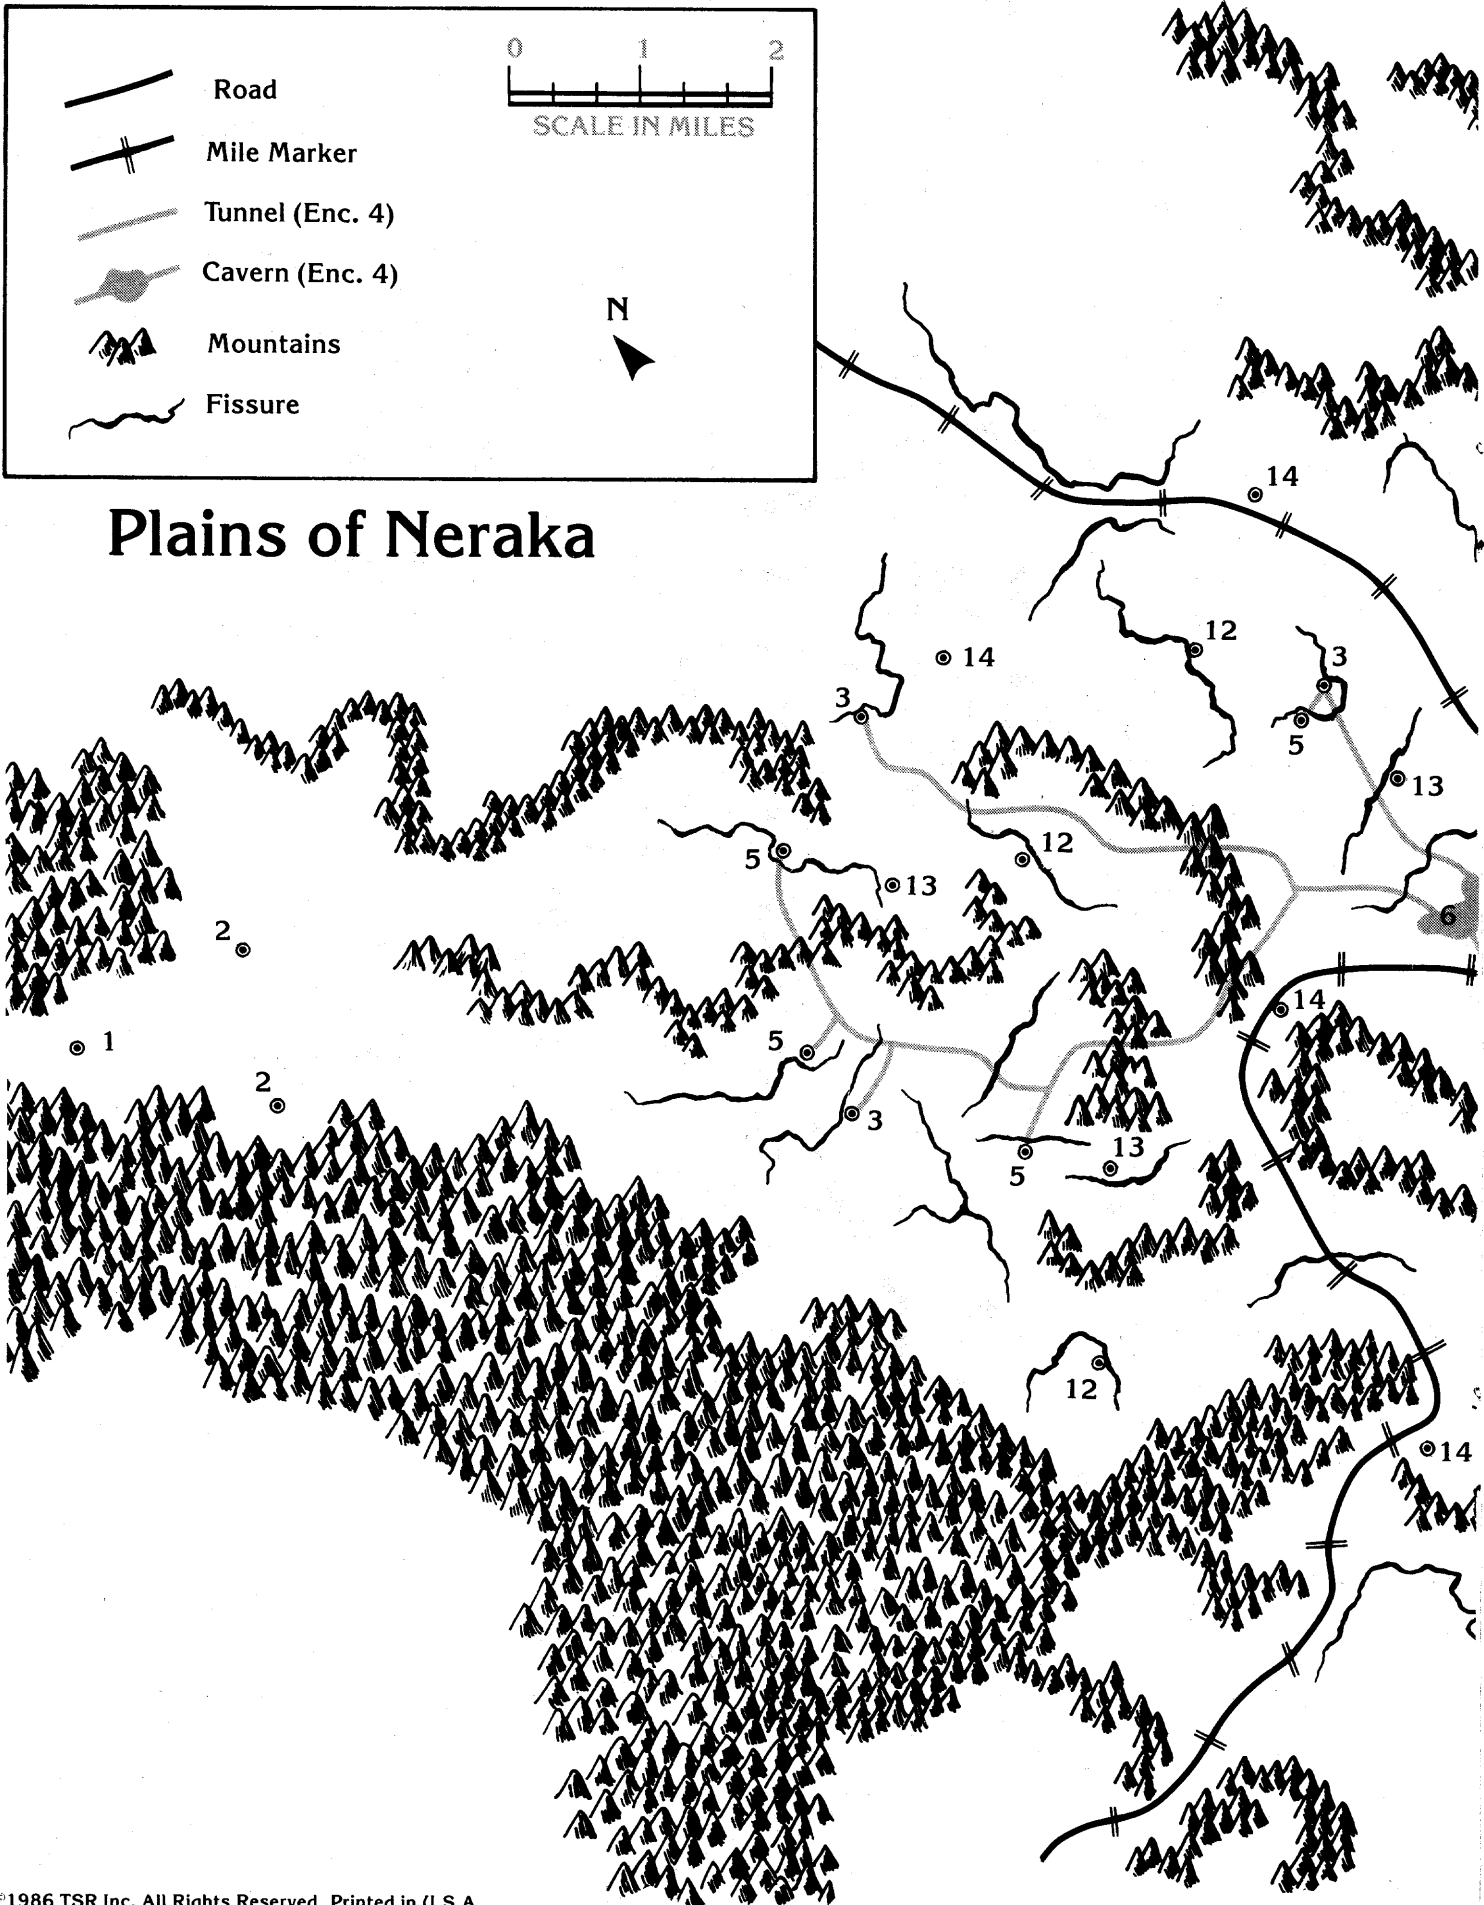 0 1 2
SCALE IN MILES
Road
Mile Marker
Tunnel (Enc. 4)
Cavern (Enc. 4)
N
Mountains
Fissure
14
Plains of Neraka
12
14
3
3
5
13
12
5
13
6
2
14
1
5
2
3
13
5
12
14
©1986 TSR Inc. All Rights Reserved. Printed in U.S.A.